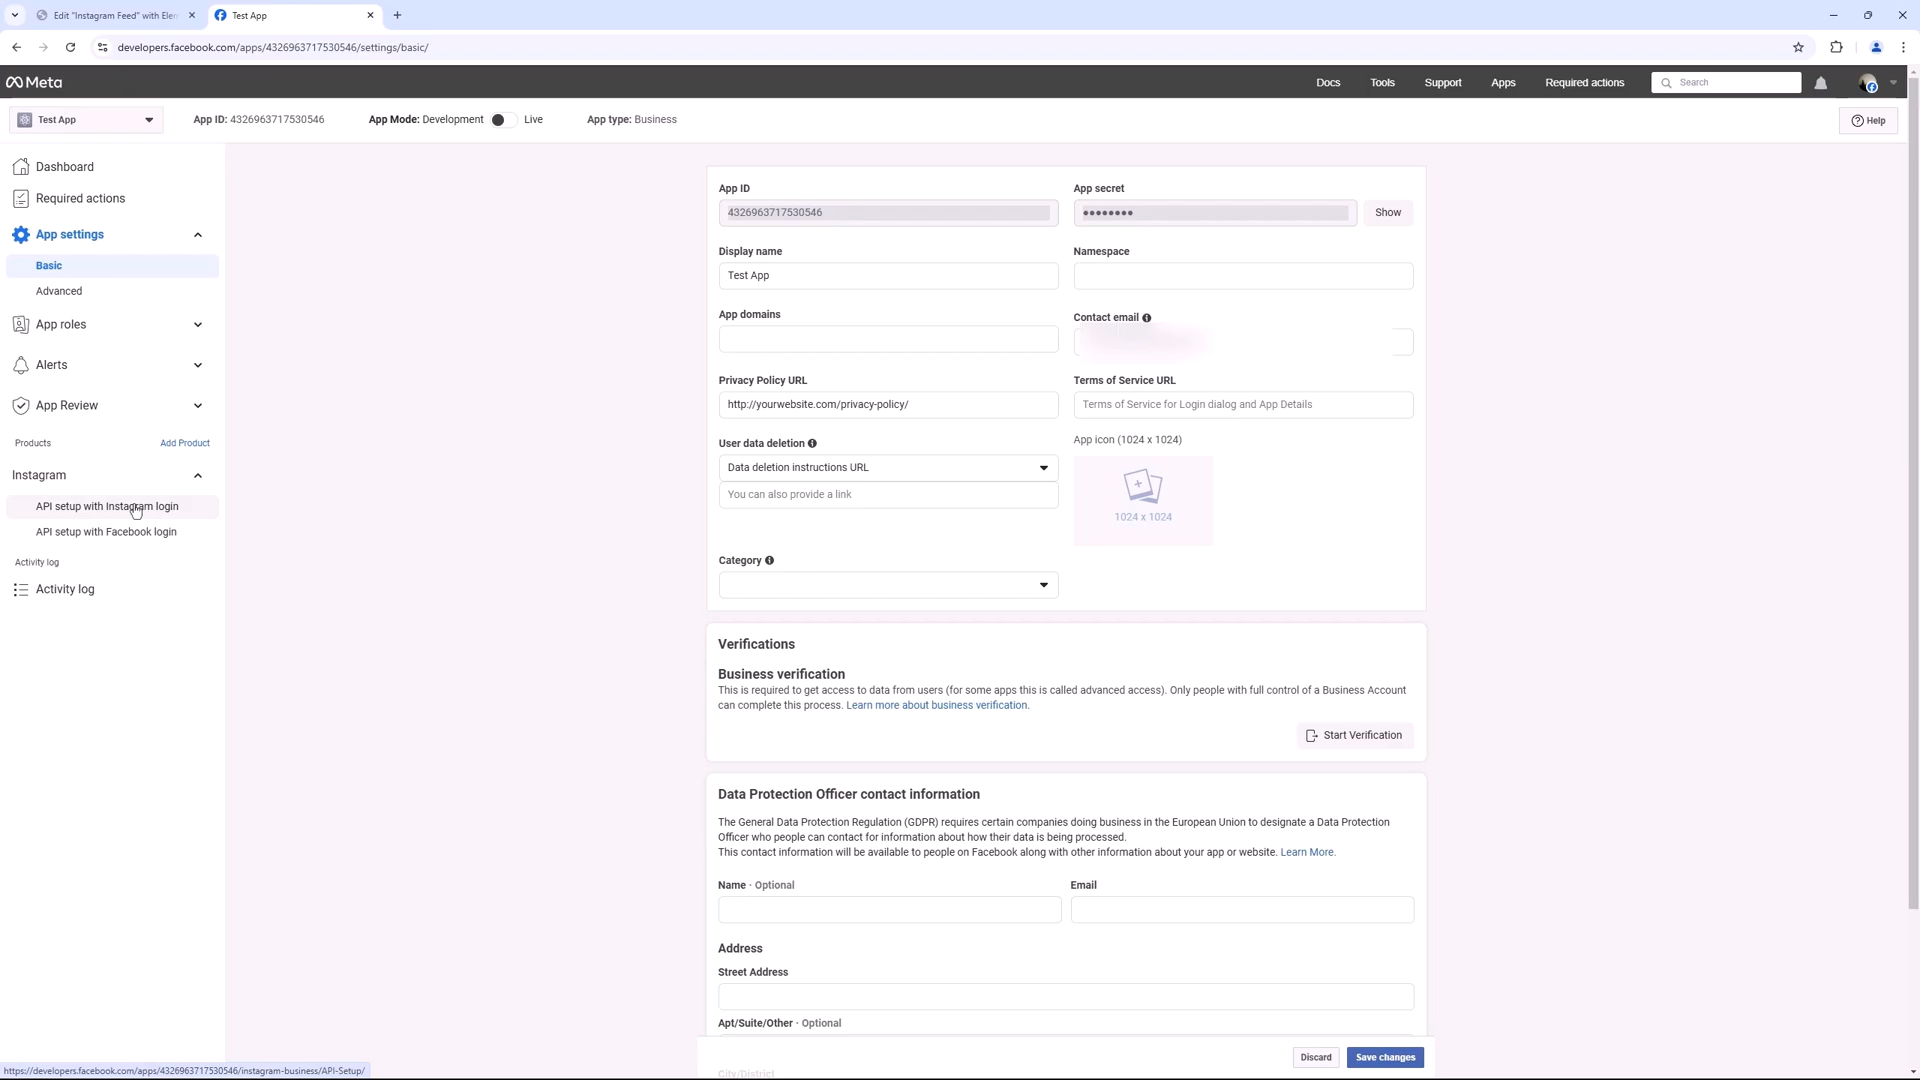 Edit "Instagram Feed" with Elem
Test App
developers.facebook.com/apps/4326963717530546/settings/basic/
Meta
Docs
Tools
Support
Apps
Required actions
Search
Test App
App ID: 4326963717530546
App Mode: Development
Live
App type: Business
Help
Dashboard
Required actions
App settings
Basic
Advanced
App roles
Alerts
App Review
Products
Add Product
Instagram
API setup with Instagram login
API setup with Facebook login
Activity log
Activity log
App ID
App secret
4326963717530546
••••••••
Show
Display name
Namespace
Test App
App domains
Contact email
Privacy Policy URL
Terms of Service URL
http://yourwebsite.com/privacy-policy/
Terms of Service for Login dialog and App Details
User data deletion
App icon (1024 x 1024)
Data deletion instructions URL
You can also provide a link
1024 x 1024
Category
Verifications
Business verification
This is required to get access to data from users (for some apps this is called advanced access). Only people with full control of a Business Account
can complete this process. Learn more about business verification.
Start Verification
Data Protection Officer contact information
The General Data Protection Regulation (GDPR) requires certain companies doing business in the European Union to designate a Data Protection
Officer who people can contact for information about how their data is being processed.
This contact information will be available to people on Facebook along with other information about your app or website. Learn More.
Name · Optional
Email
Address
Street Address
Apt/Suite/Other · Optional
Discard
Save changes
City/District
https://developers.facebook.com/apps/4326963717530546/instagram-business/API-Setup/